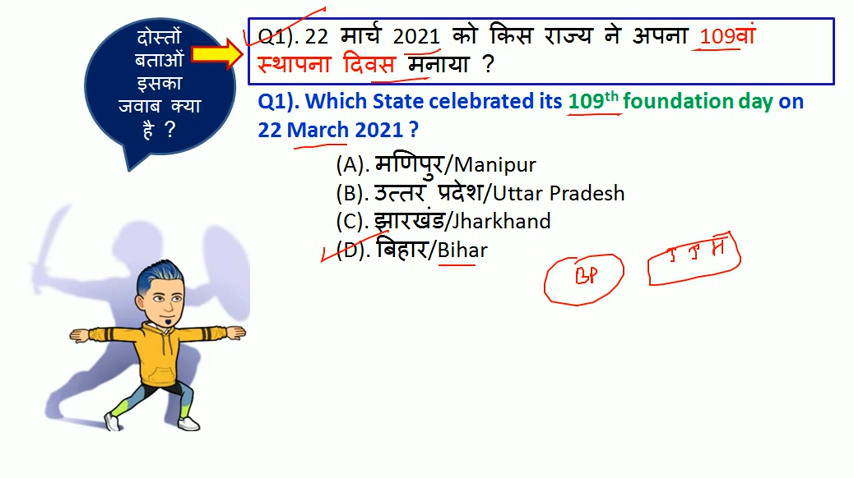 दोस्तों
बताओं
इसका
जवाब क्या
है ?
Q1). 22 मार्च 2021 को किस राज्य ने अपना 109वां
स्थापना दिवस मनाया ?
Q1). Which State celebrated its 109th foundation day on
22 March 2021 ?
(A). मणिपुर/Manipur
(B). उत्तर प्रदेश/Uttar Pradesh
(C). झारखंड/Jharkhand
(D). बिहार/Bihar
BP